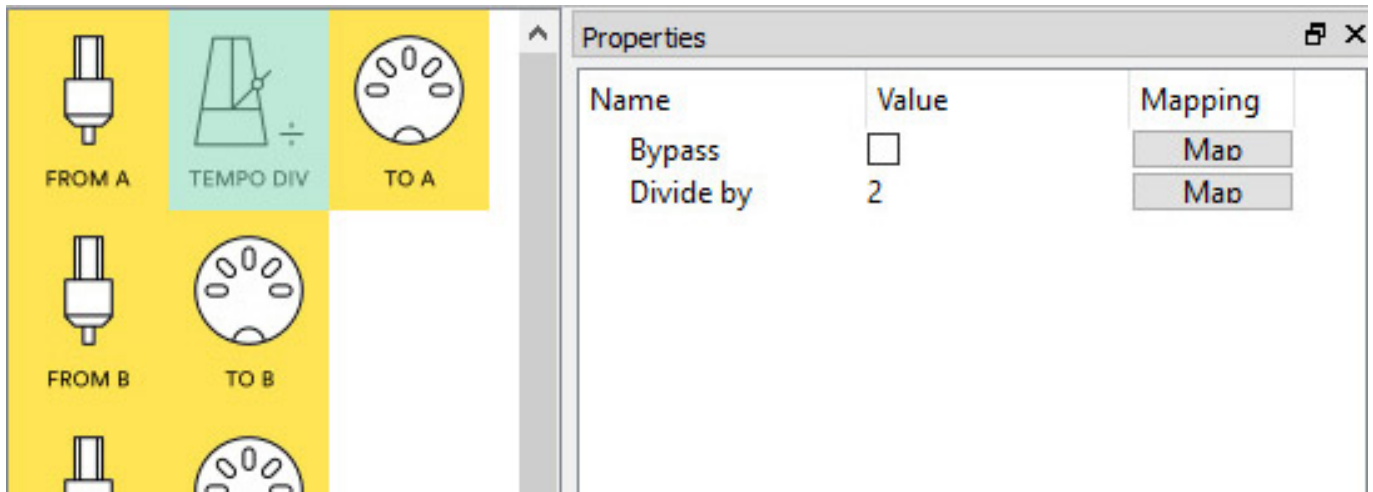 FROM A
TEMPO DIV
TO A
FROM B
TO B
Properties
Name Value Mapping
Bypass Map
Divide by 2 Map